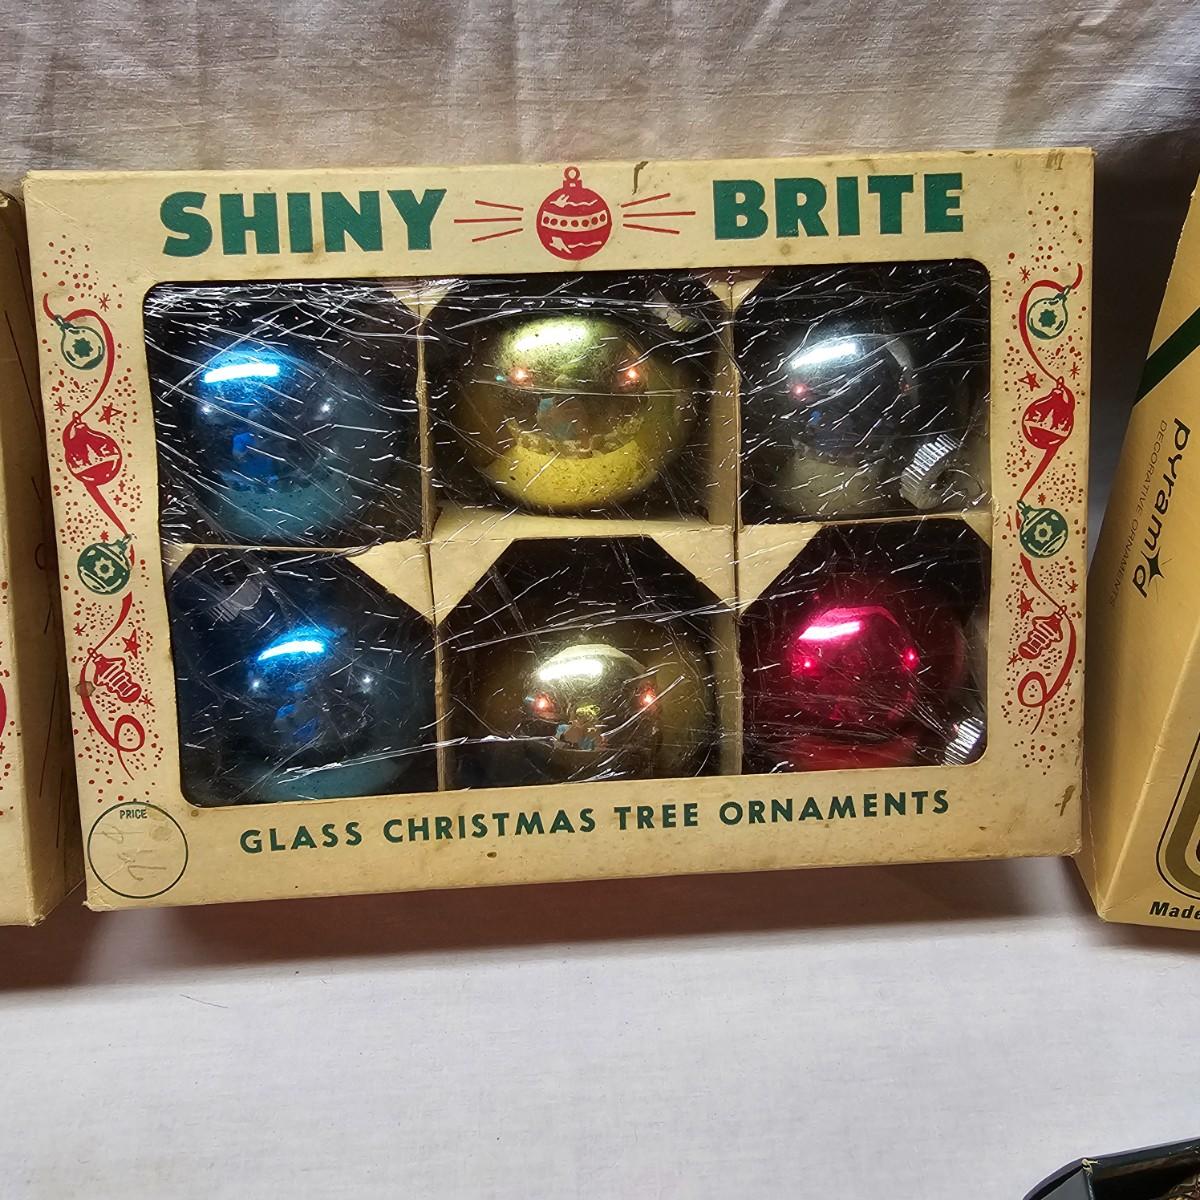 SHINY BRITE
PRICE
GLASS CHRISTMAS TREE ORNAMENTS
pyramid
DECORATIVE ORNAMENTS
Made